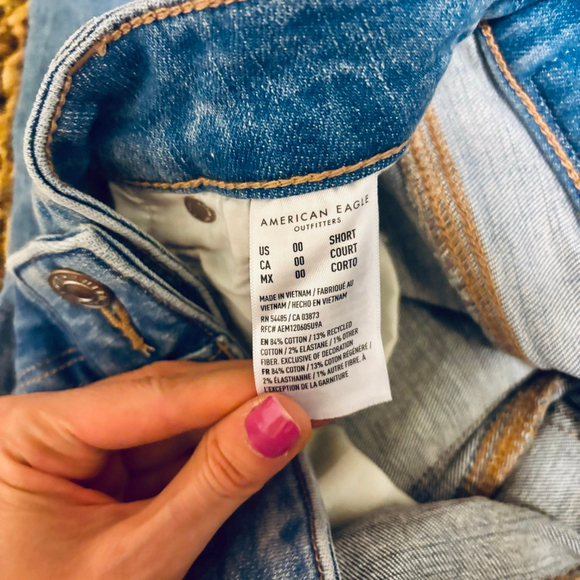 AMERICAN EAGLE
OUTFITTERS
US 00 SHORT
CA 00 COURT
MX 00 CORTO
MADE IN VIETNAM / FABRIQUÉ AU
VIETNAM / HECHO EN VIETNAM
RN 54485 / CA 03873
RFC# AEM120605U9A
EN 84% COTTON / 13% RECYCLED
COTTON / 2% ELASTANE / 1% OTHER
FIBER. EXCLUSIVE OF DECORATION
FR 84% COTON / 13% COTON RÉGÉNÉRÉ /
2% ÉLASTHANNE / 1% AUTRE FIBRE. À
L'EXCEPTION DE LA GARNITURE